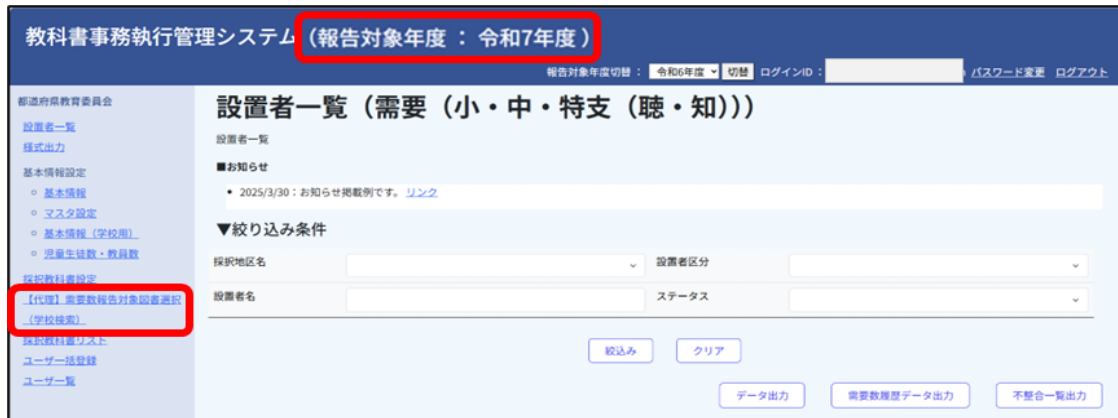 教科書事務執行管理システム（報告対象年度 ： 令和7年度 ）
報告対象年度切替 ： 令和6年度 切替 ログインID ： パスワード変更 ログアウト
都道府県教育委員会
設置者一覧
様式出力
基本情報設定
基本情報
マスタ設定
基本情報（学校用）
児童生徒数・教員数
採択教科書設定
【代理】需要数報告対象図書選択
（学校検索）
採択教科書リスト
ユーザ一括登録
ユーザ一覧
設置者一覧（需要（小・中・特支（聴・知）））
設置者一覧
■お知らせ
• 2025/3/30：お知らせ掲載例です。 リンク
▼絞り込み条件
採択地区名 設置者区分
設置者名 ステータス
絞込み クリア
データ出力 需要数履歴データ出力 不整合一覧出力